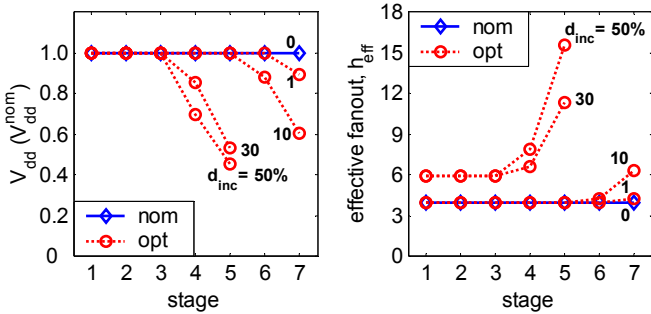 1.0
0.8
0.6
0.4
0.2
0
V_dd (V_dd^nom)
0
1
10
30
d_inc = 50%
nom
opt
1 2 3 4 5 6 7
stage
18
15
12
9
6
3
0
effective fanout, h_eff
nom
opt
d_inc = 50%
30
10
1
0
1 2 3 4 5 6 7
stage